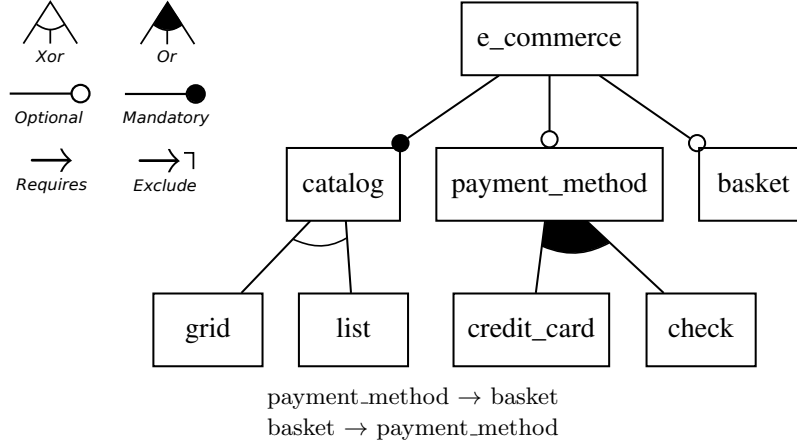 Xor
Or
Optional
Mandatory
Requires
Exclude
e_commerce
catalog
payment_method
basket
grid
list
credit_card
check
payment_method → basket
basket → payment_method